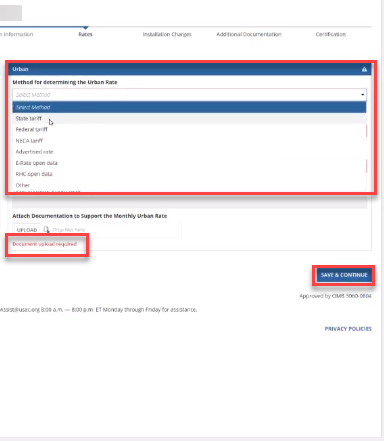 Information
Rates
Installation Charges
Additional Documentation
Certification
Urban
Method for determining the Urban Rate
Select Method
Select Method
State tariff
Federal tariff
NECA tariff
Advertised rate
E-Rate open data
RHC open data
Other
Attach Documentation to Support the Monthly Urban Rate
UPLOAD Drop files here
Document upload required
SAVE & CONTINUE
Approved by OMB 3060-0804
Assist@usac.org 8:00 a.m. — 8:00 p.m. ET Monday through Friday for assistance.
PRIVACY POLICIES